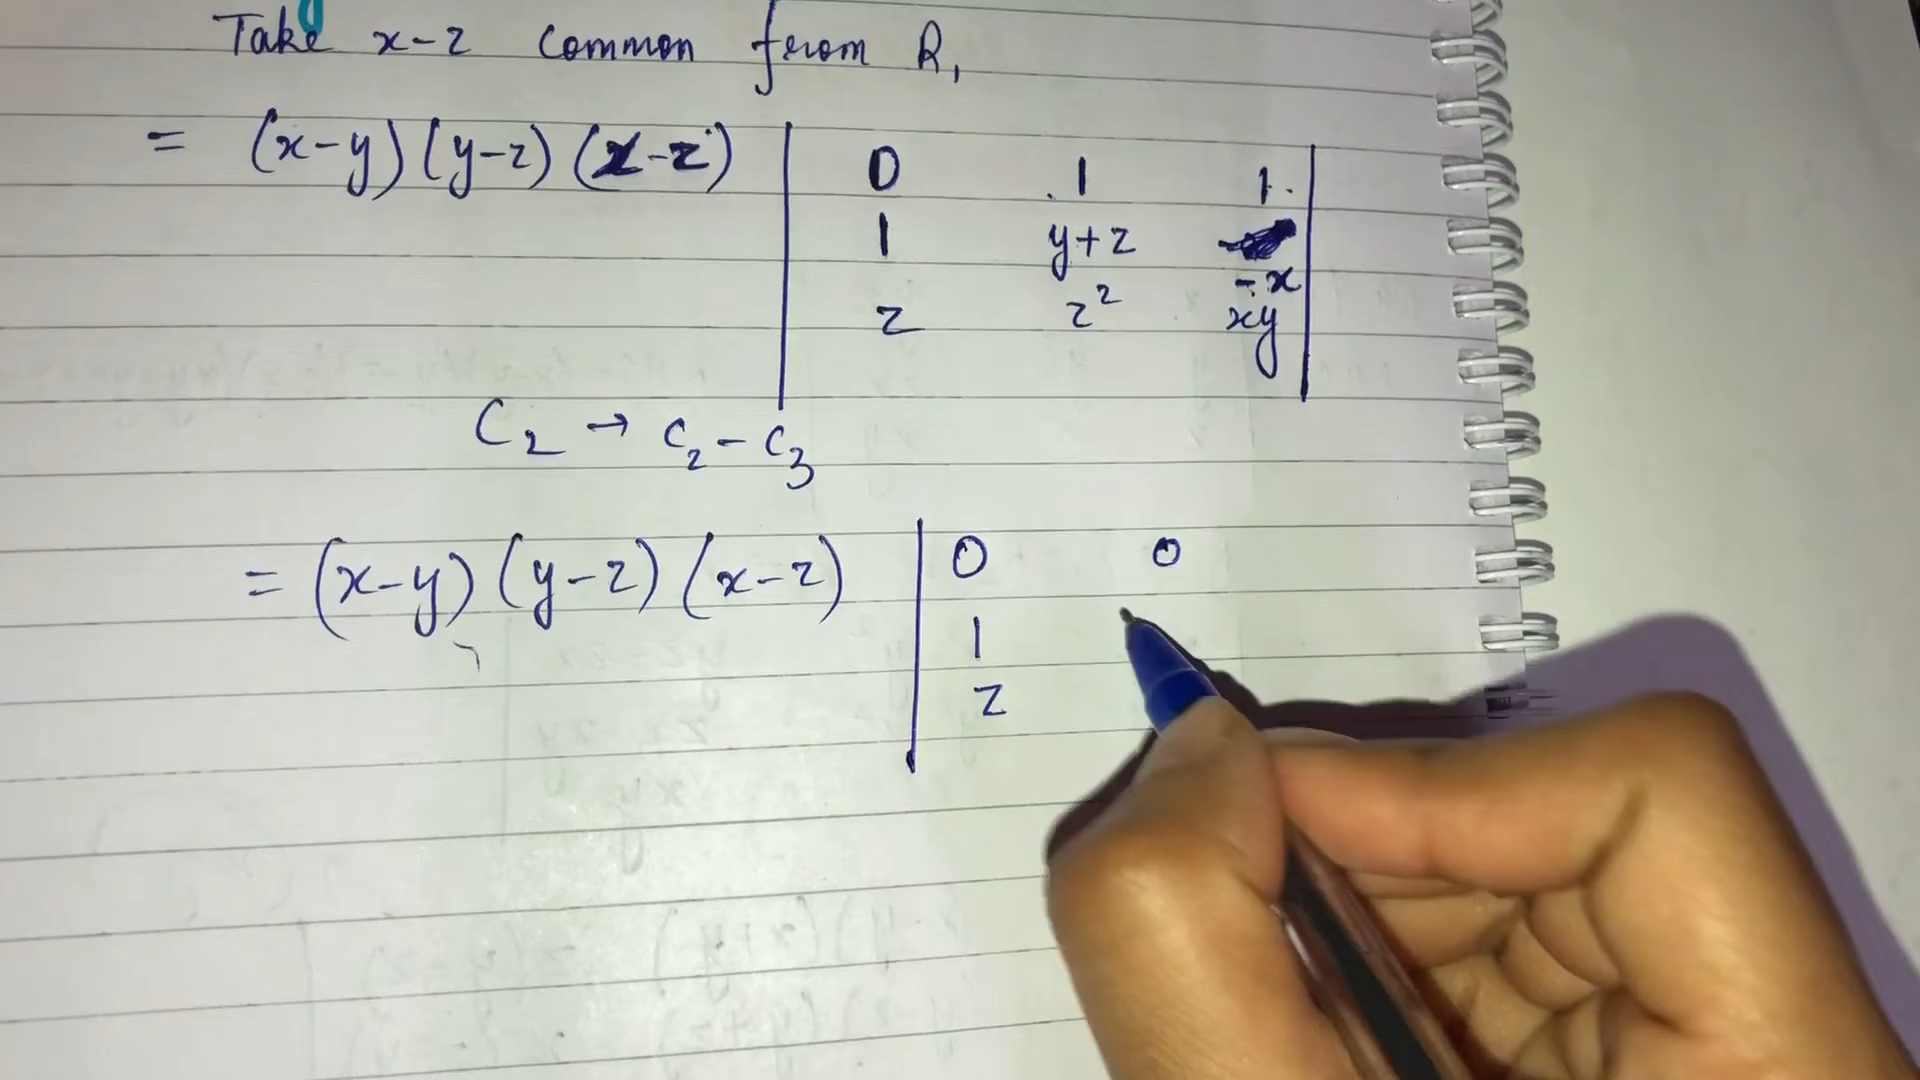 Take x-z common from R₁
= (x-y) (y-z) (x-z) | 0 1 1 |
1 y+z -x
z z² xy
C₂ → C₂ - C₃
= (x-y) (y-z) (x-z) | 0 0
1
z